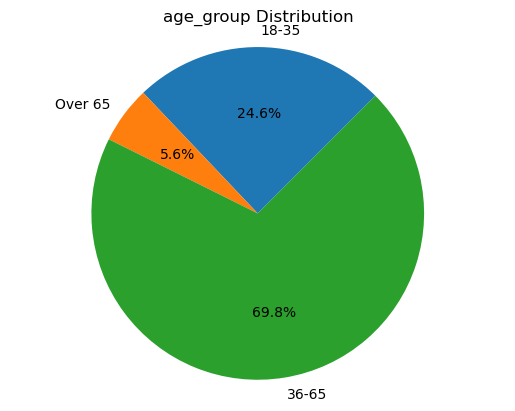 age_group Distribution
18-35
Over 65
24.6%
5.6%
69.8%
36-65